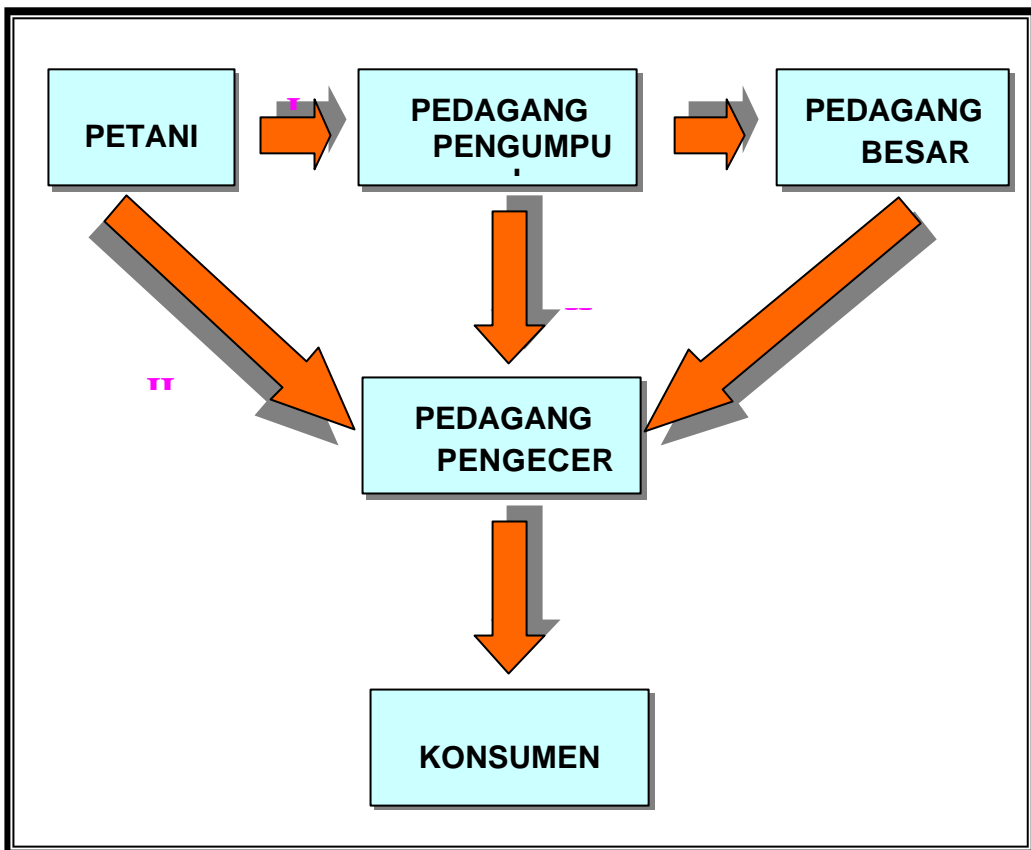 PETANI
PEDAGANG
PENGUMPU
PEDAGANG
BESAR
PEDAGANG
PENGECER
KONSUMEN